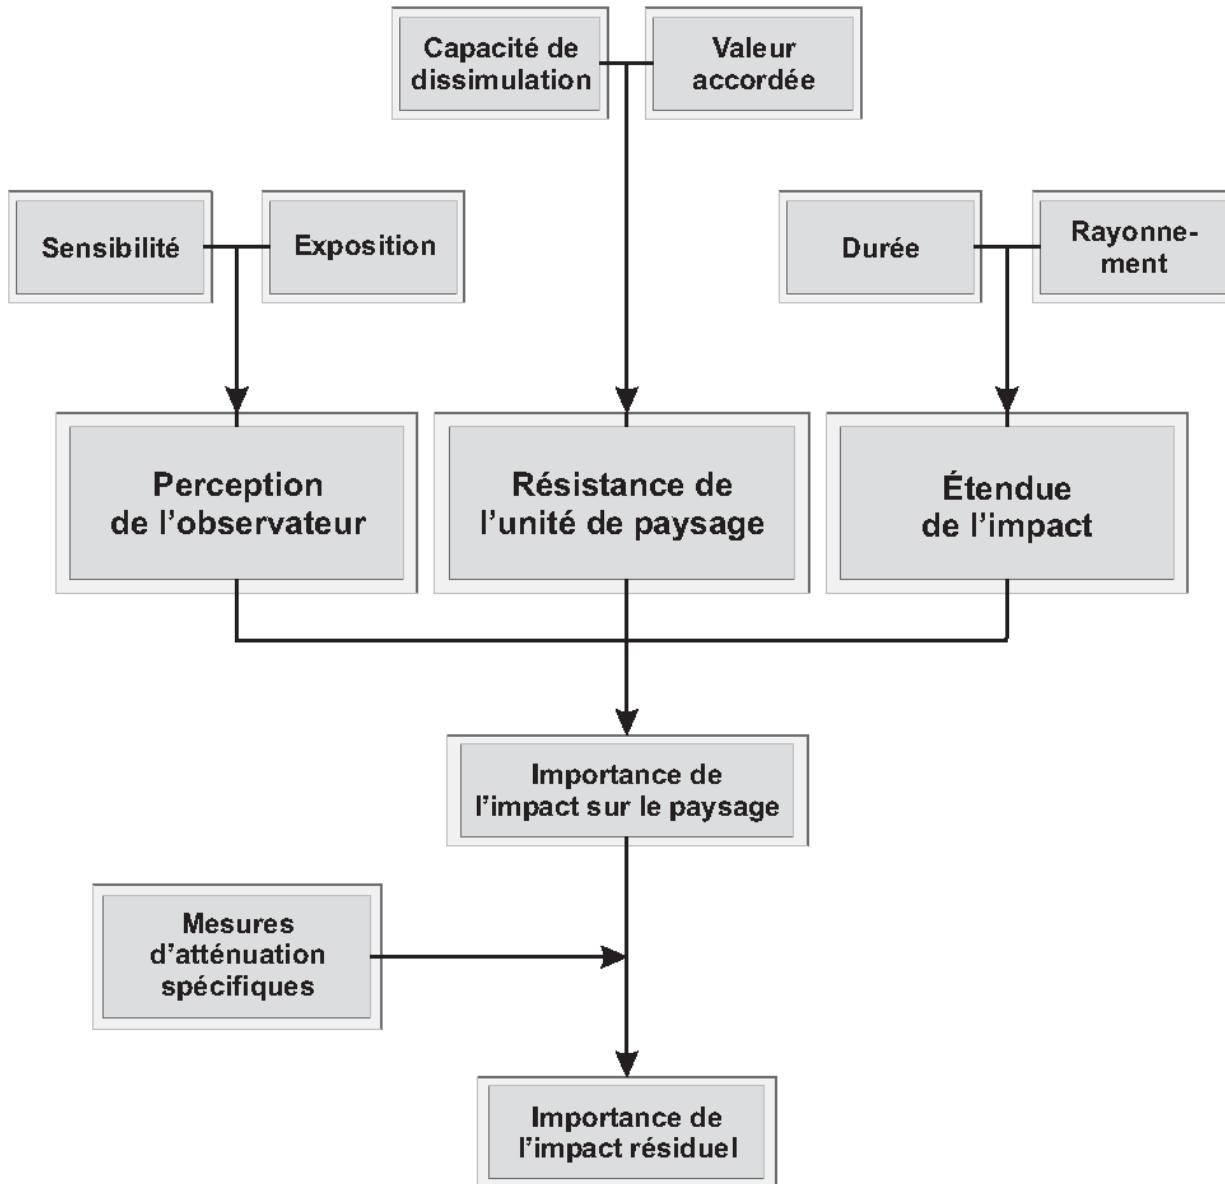 Capacité de
dissimulation
Valeur
accordée
Sensibilité
Exposition
Durée
Rayonne-
ment
Perception
de l’observateur
Résistance de
l’unité de paysage
Étendue
de l’impact
Importance de
l’impact sur le paysage
Mesures
d’atténuation
spécifiques
Importance de
l’impact résiduel